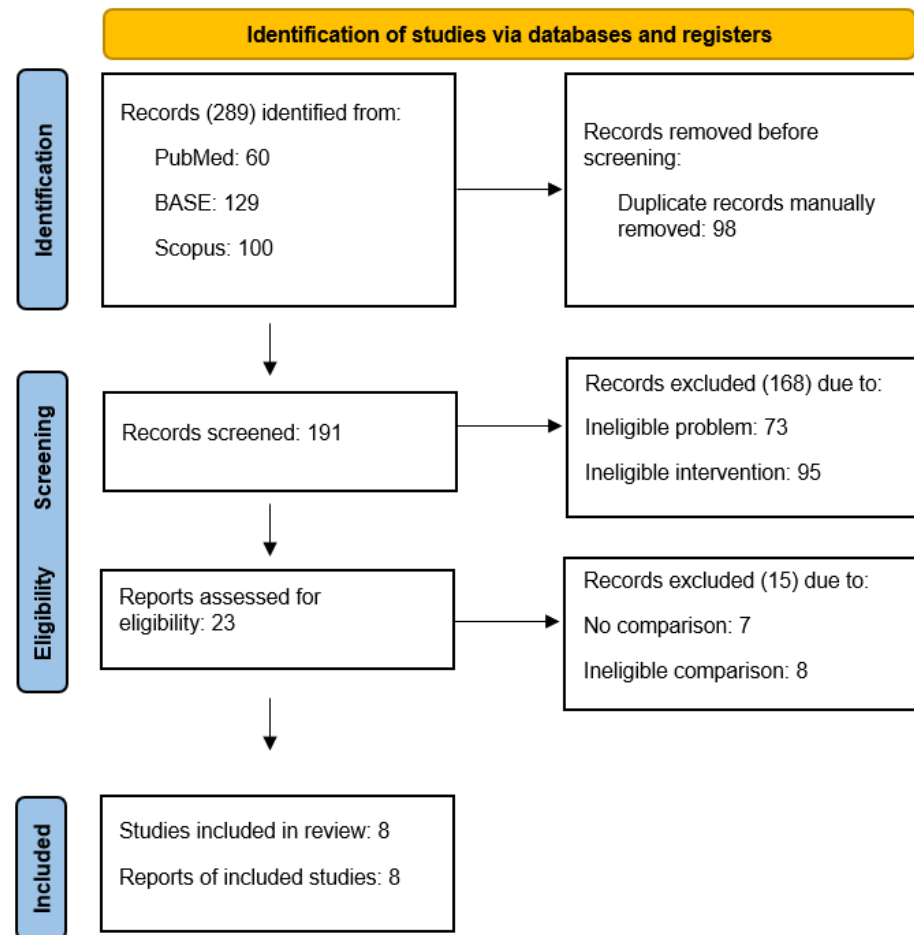 Identification of studies via databases and registers
Identification
Records (289) identified from:
PubMed: 60
BASE: 129
Scopus: 100
Records removed before
screening:
Duplicate records manually
removed: 98
Screening
Records screened: 191
Records excluded (168) due to:
Ineligible problem: 73
Ineligible intervention: 95
Eligibility
Reports assessed for
eligibility: 23
Records excluded (15) due to:
No comparison: 7
Ineligible comparison: 8
Included
Studies included in review: 8
Reports of included studies: 8